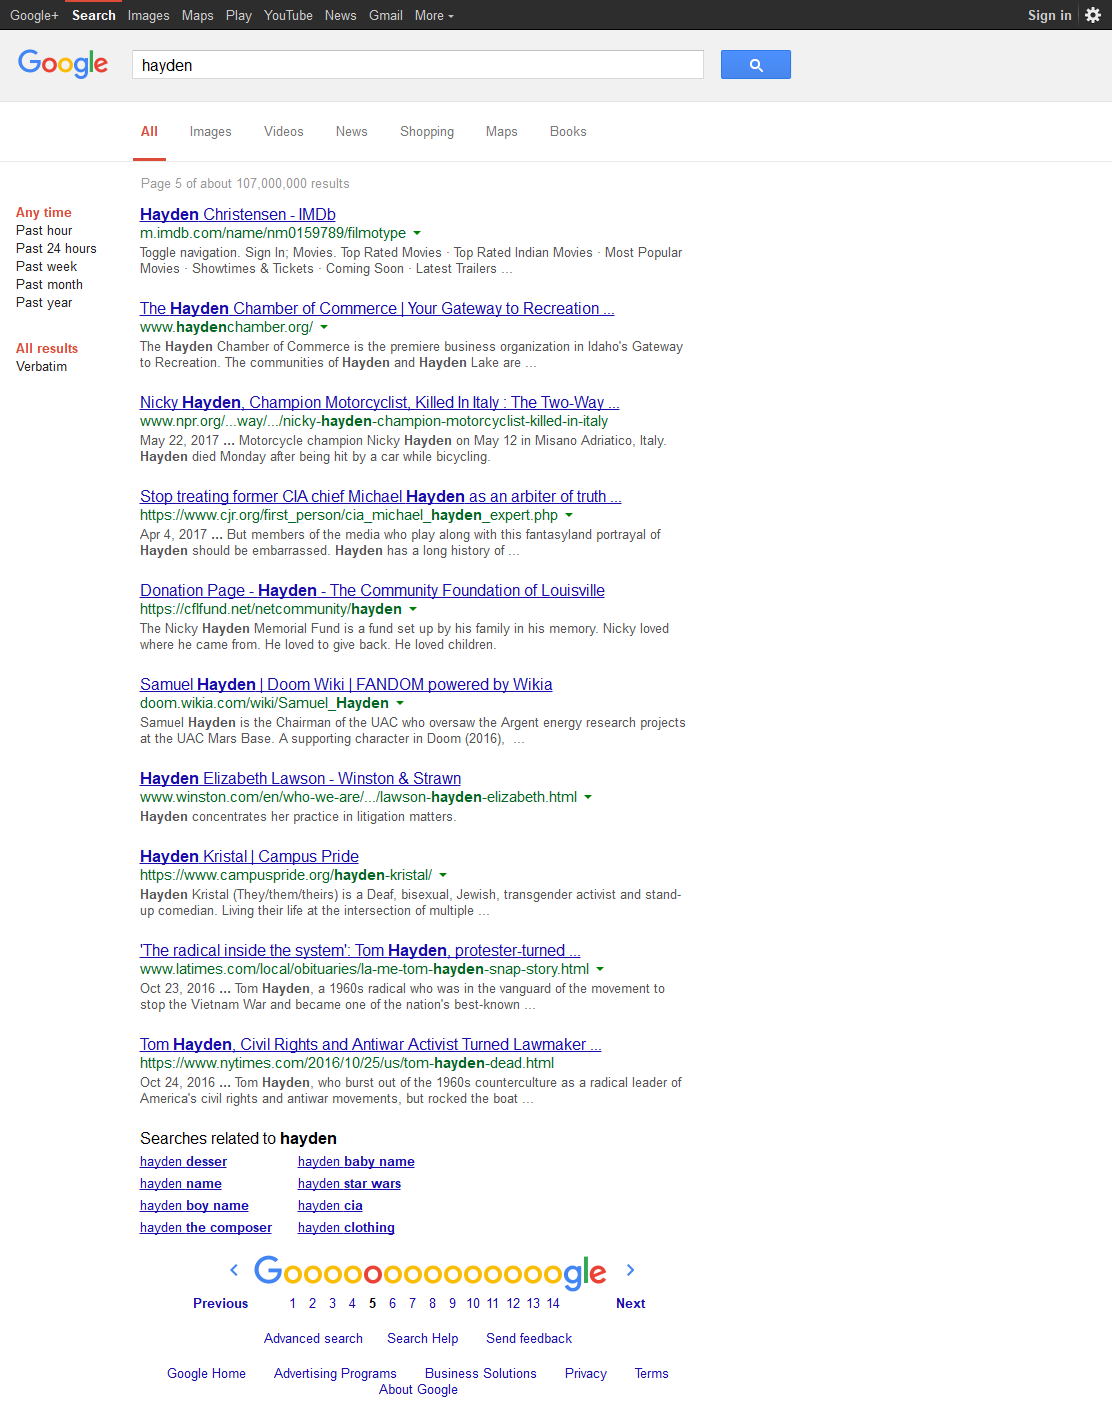 Google+ Search Images Maps Play YouTube News Gmail More Sign in
Google hayden
All Images Videos News Shopping Maps Books
Page 5 of about 107,000,000 results
Any time
Past hour
Past 24 hours
Past week
Past month
Past year
All results
Verbatim
Hayden Christensen - IMDb
m.imdb.com/name/nm0159789/filmotype
Toggle navigation. Sign In; Movies. Top Rated Movies · Top Rated Indian Movies · Most Popular
Movies · Showtimes & Tickets · Coming Soon · Latest Trailers ...
The Hayden Chamber of Commerce | Your Gateway to Recreation ...
www.haydenchamber.org/
The Hayden Chamber of Commerce is the premiere business organization in Idaho's Gateway
to Recreation. The communities of Hayden and Hayden Lake are ...
Nicky Hayden, Champion Motorcyclist, Killed In Italy : The Two-Way ...
www.npr.org/...way/.../nicky-hayden-champion-motorcyclist-killed-in-italy
May 22, 2017 ... Motorcycle champion Nicky Hayden on May 12 in Misano Adriatico, Italy.
Hayden died Monday after being hit by a car while bicycling.
Stop treating former CIA chief Michael Hayden as an arbiter of truth ...
https://www.cjr.org/first_person/cia_michael_hayden_expert.php
Apr 4, 2017 ... But members of the media who play along with this fantasyland portrayal of
Hayden should be embarrassed. Hayden has a long history of ...
Donation Page - Hayden - The Community Foundation of Louisville
https://cflfund.net/netcommunity/hayden
The Nicky Hayden Memorial Fund is a fund set up by his family in his memory. Nicky loved
where he came from. He loved to give back. He loved children.
Samuel Hayden | Doom Wiki | FANDOM powered by Wikia
doom.wikia.com/wiki/Samuel_Hayden
Samuel Hayden is the Chairman of the UAC who oversaw the Argent energy research projects
at the UAC Mars Base. A supporting character in Doom (2016), ...
Hayden Elizabeth Lawson - Winston & Strawn
www.winston.com/en/who-we-are/.../lawson-hayden-elizabeth.html
Hayden concentrates her practice in litigation matters.
Hayden Kristal | Campus Pride
https://www.campuspride.org/hayden-kristal/
Hayden Kristal (They/them/theirs) is a Deaf, bisexual, Jewish, transgender activist and stand-
up comedian. Living their life at the intersection of multiple ...
'The radical inside the system': Tom Hayden, protester-turned ...
www.latimes.com/local/obituaries/la-me-tom-hayden-snap-story.html
Oct 23, 2016 ... Tom Hayden, a 1960s radical who was in the vanguard of the movement to
stop the Vietnam War and became one of the nation's best-known ...
Tom Hayden, Civil Rights and Antiwar Activist Turned Lawmaker ...
https://www.nytimes.com/2016/10/25/us/tom-hayden-dead.html
Oct 24, 2016 ... Tom Hayden, who burst out of the 1960s counterculture as a radical leader of
America's civil rights and antiwar movements, but rocked the boat ...
Searches related to hayden
hayden desser hayden baby name
hayden name hayden star wars
hayden boy name hayden cia
hayden the composer hayden clothing
Goooooooooooooogle
Previous 1 2 3 4 5 6 7 8 9 10 11 12 13 14 Next
Advanced search Search Help Send feedback
Google Home Advertising Programs Business Solutions Privacy Terms
About Google